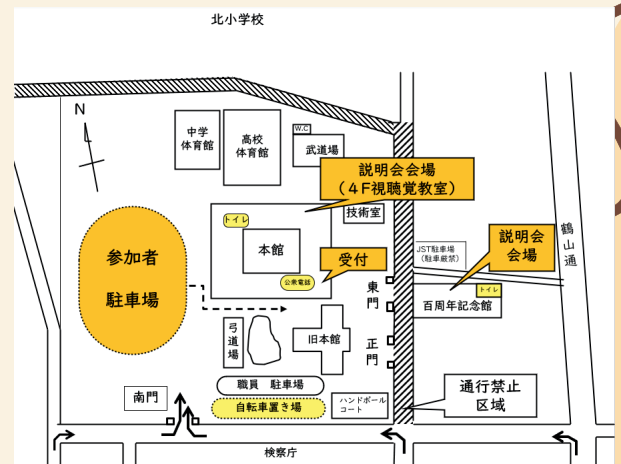 北小学校
N
中学
体育館
高校
体育館
W.C
武道場
説明会会場
（4F視聴覚教室）
技術室
トイレ
本館
公衆電話
受付
参加者
駐車場
JST駐車場
（駐車厳禁）
説明会
会場
鶴山通
トイレ
百周年記念館
東門
正門
弓道場
旧本館
職員　駐車場
自転車置き場
ハンドボール
コート
通行禁止
区域
南門
検察庁